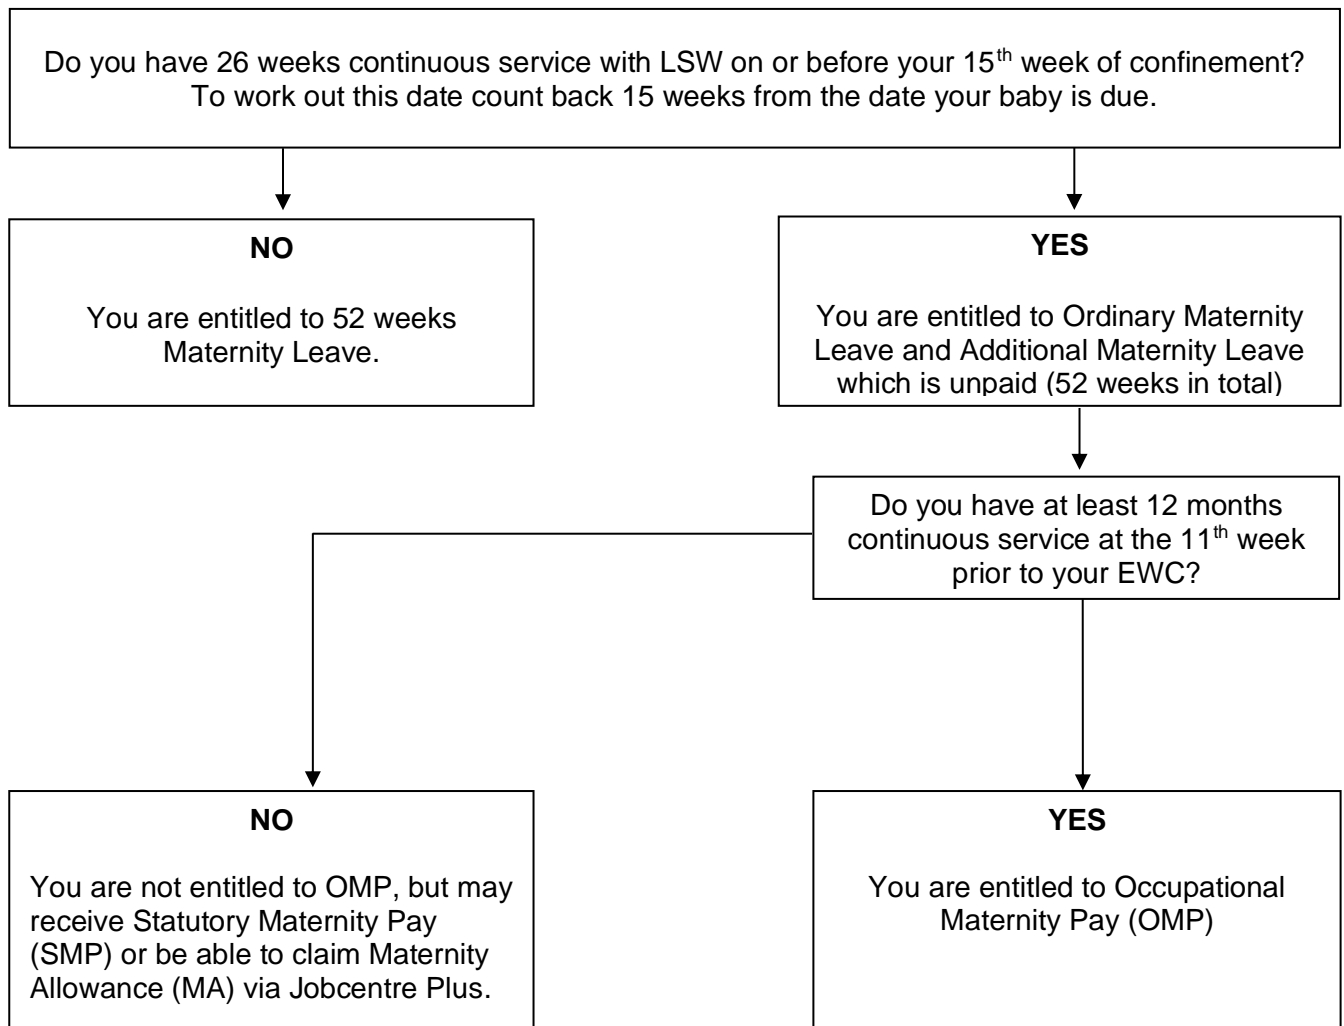 Do you have 26 weeks continuous service with LSW on or before your 15th week of confinement?
To work out this date count back 15 weeks from the date your baby is due.
NO
You are entitled to 52 weeks
Maternity Leave.
YES
You are entitled to Ordinary Maternity
Leave and Additional Maternity Leave
which is unpaid (52 weeks in total)
Do you have at least 12 months
continuous service at the 11th week
prior to your EWC?
NO
You are not entitled to OMP, but may
receive Statutory Maternity Pay
(SMP) or be able to claim Maternity
Allowance (MA) via Jobcentre Plus.
YES
You are entitled to Occupational
Maternity Pay (OMP)